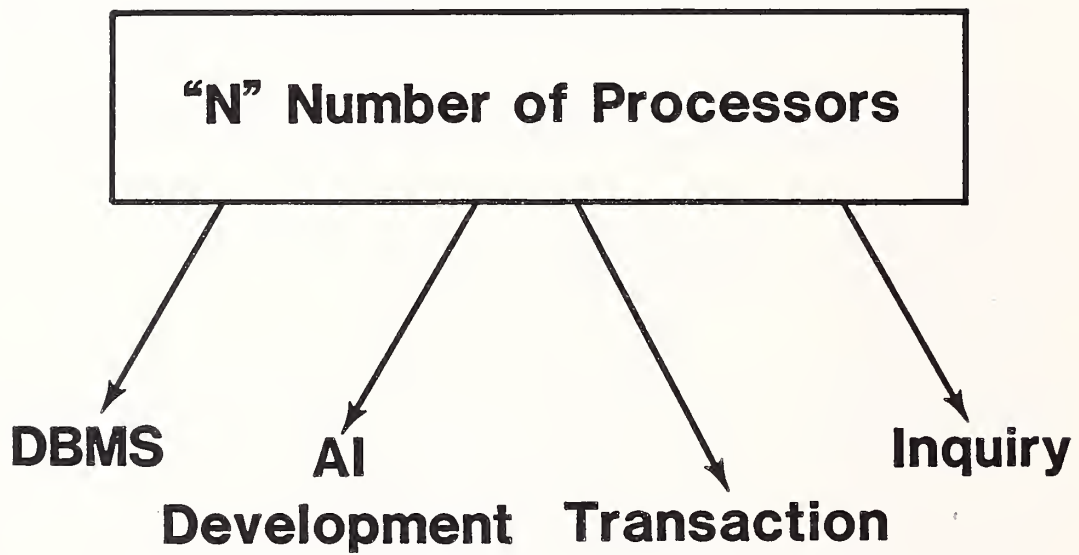 “N” Number of Processors
DBMS
AI
Inquiry
Development
Transaction